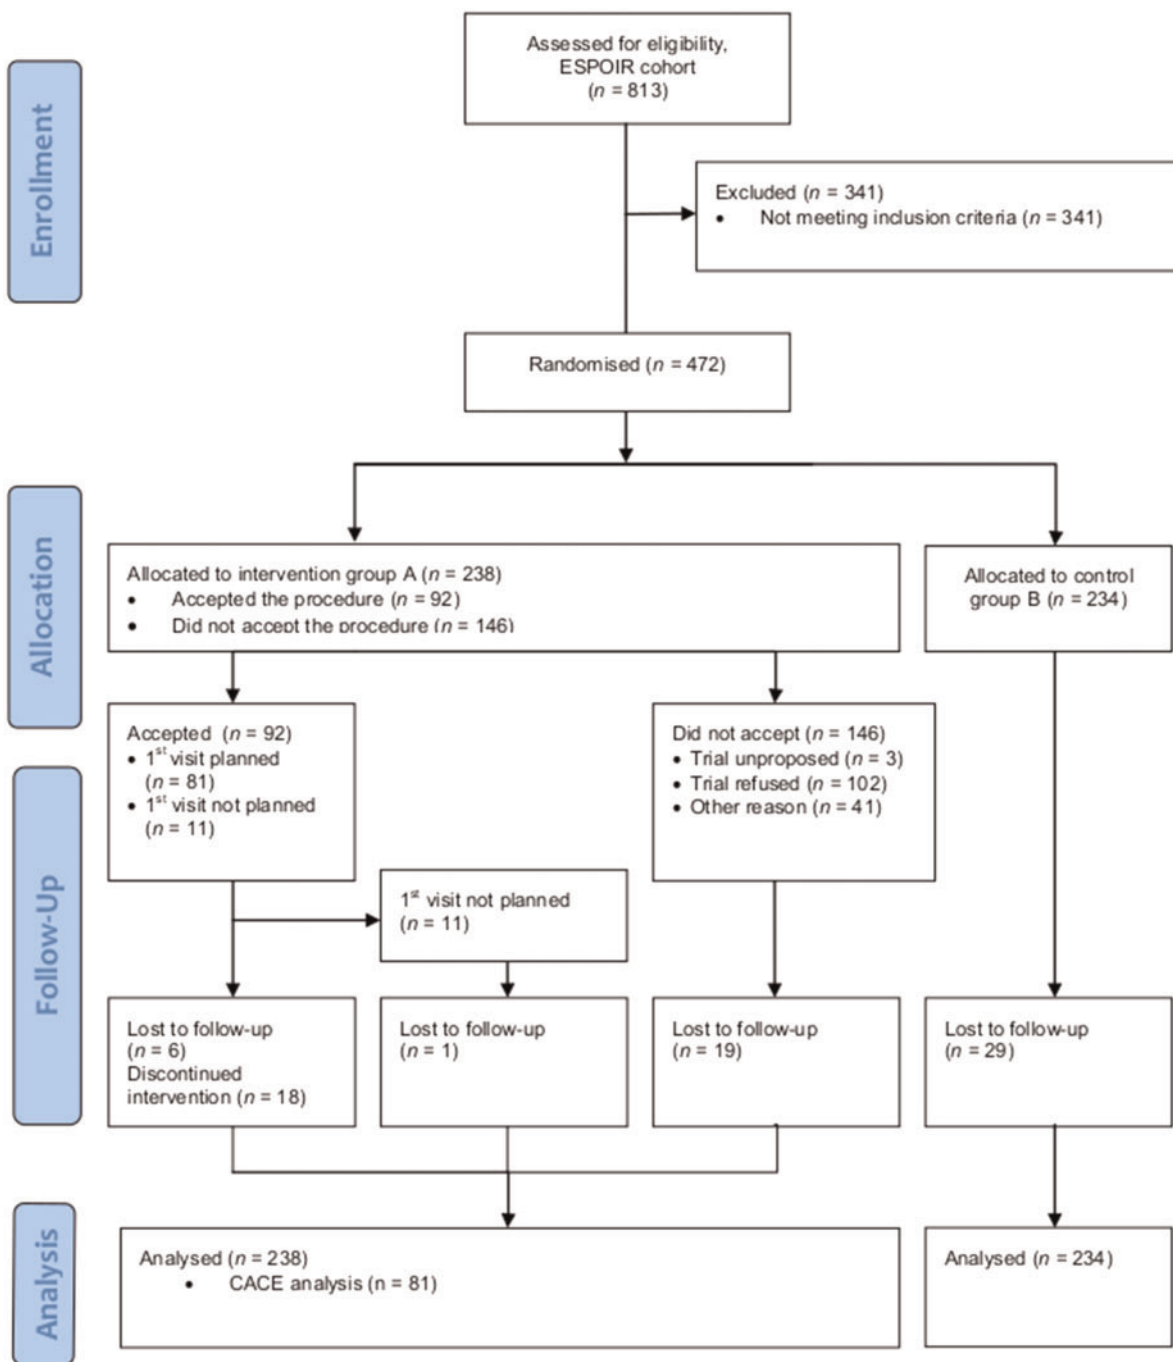 Enrollment
Assessed for eligibility,
ESPOIR cohort
(n = 813)
Excluded (n = 341)
• Not meeting inclusion criteria (n = 341)
Randomised (n = 472)
Allocation
Allocated to intervention group A (n = 238)
• Accepted the procedure (n = 92)
• Did not accept the procedure (n = 146)
Allocated to control
group B (n = 234)
Accepted (n = 92)
• 1st visit planned
(n = 81)
• 1st visit not planned
(n = 11)
Did not accept (n = 146)
• Trial unproposed (n = 3)
• Trial refused (n = 102)
• Other reason (n = 41)
Follow-Up
1st visit not planned
(n = 11)
Lost to follow-up
(n = 6)
Discontinued
intervention (n = 18)
Lost to follow-up
(n = 1)
Lost to follow-up
(n = 19)
Lost to follow-up
(n = 29)
Analysis
Analysed (n = 238)
• CACE analysis (n = 81)
Analysed (n = 234)